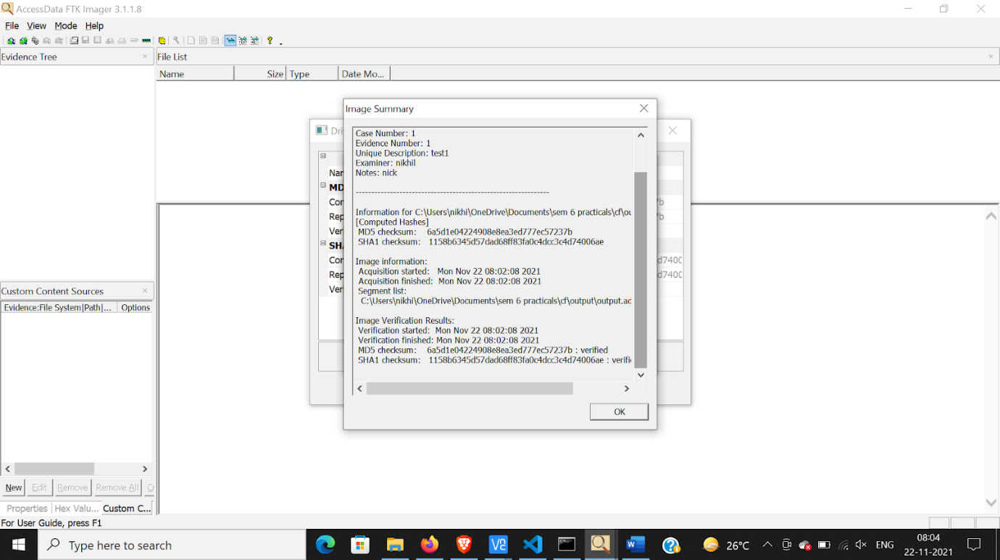 AccessData FTK Imager 3.1.1.8
File View Mode Help
Evidence Tree
File List
Name Size Type Date Mo...
Image Summary
Case Number: 1
Evidence Number: 1
Unique Description: test1
Examiner: nikhil
Notes: nick
--------------------------------------------------------------
Information for C:\Users\nikhi\OneDrive\Documents\sem 6 practicals\cf\ou
[Computed Hashes]
MD5 checksum: 6a5d1e04224908e8ea3ed777ec57237b
SHA1 checksum: 1158b6345d57dad68ff83fa0c4dcc3c4d74006ae
Image information:
Acquisition started: Mon Nov 22 08:02:08 2021
Acquisition finished: Mon Nov 22 08:02:08 2021
Segment list:
C:\Users\nikhi\OneDrive\Documents\sem 6 practicals\cf\output\output.ad
Image Verification Results:
Verification started: Mon Nov 22 08:02:08 2021
Verification finished: Mon Nov 22 08:02:08 2021
MD5 checksum: 6a5d1e04224908e8ea3ed777ec57237b : verified
SHA1 checksum: 1158b6345d57dad68ff83fa0c4dcc3c4d74006ae : verifi
OK
Dri
Nar
MD
Cor 7b
Rep 7b
Ver
SHA
Cor d740C
Rep d740C
Ver
Custom Content Sources
Evidence:File System|Path|... Options
New Edit Remove Remove All
Properties Hex Valu... Custom C...
For User Guide, press F1
Type here to search
26°C
ENG
08:04
22-11-2021